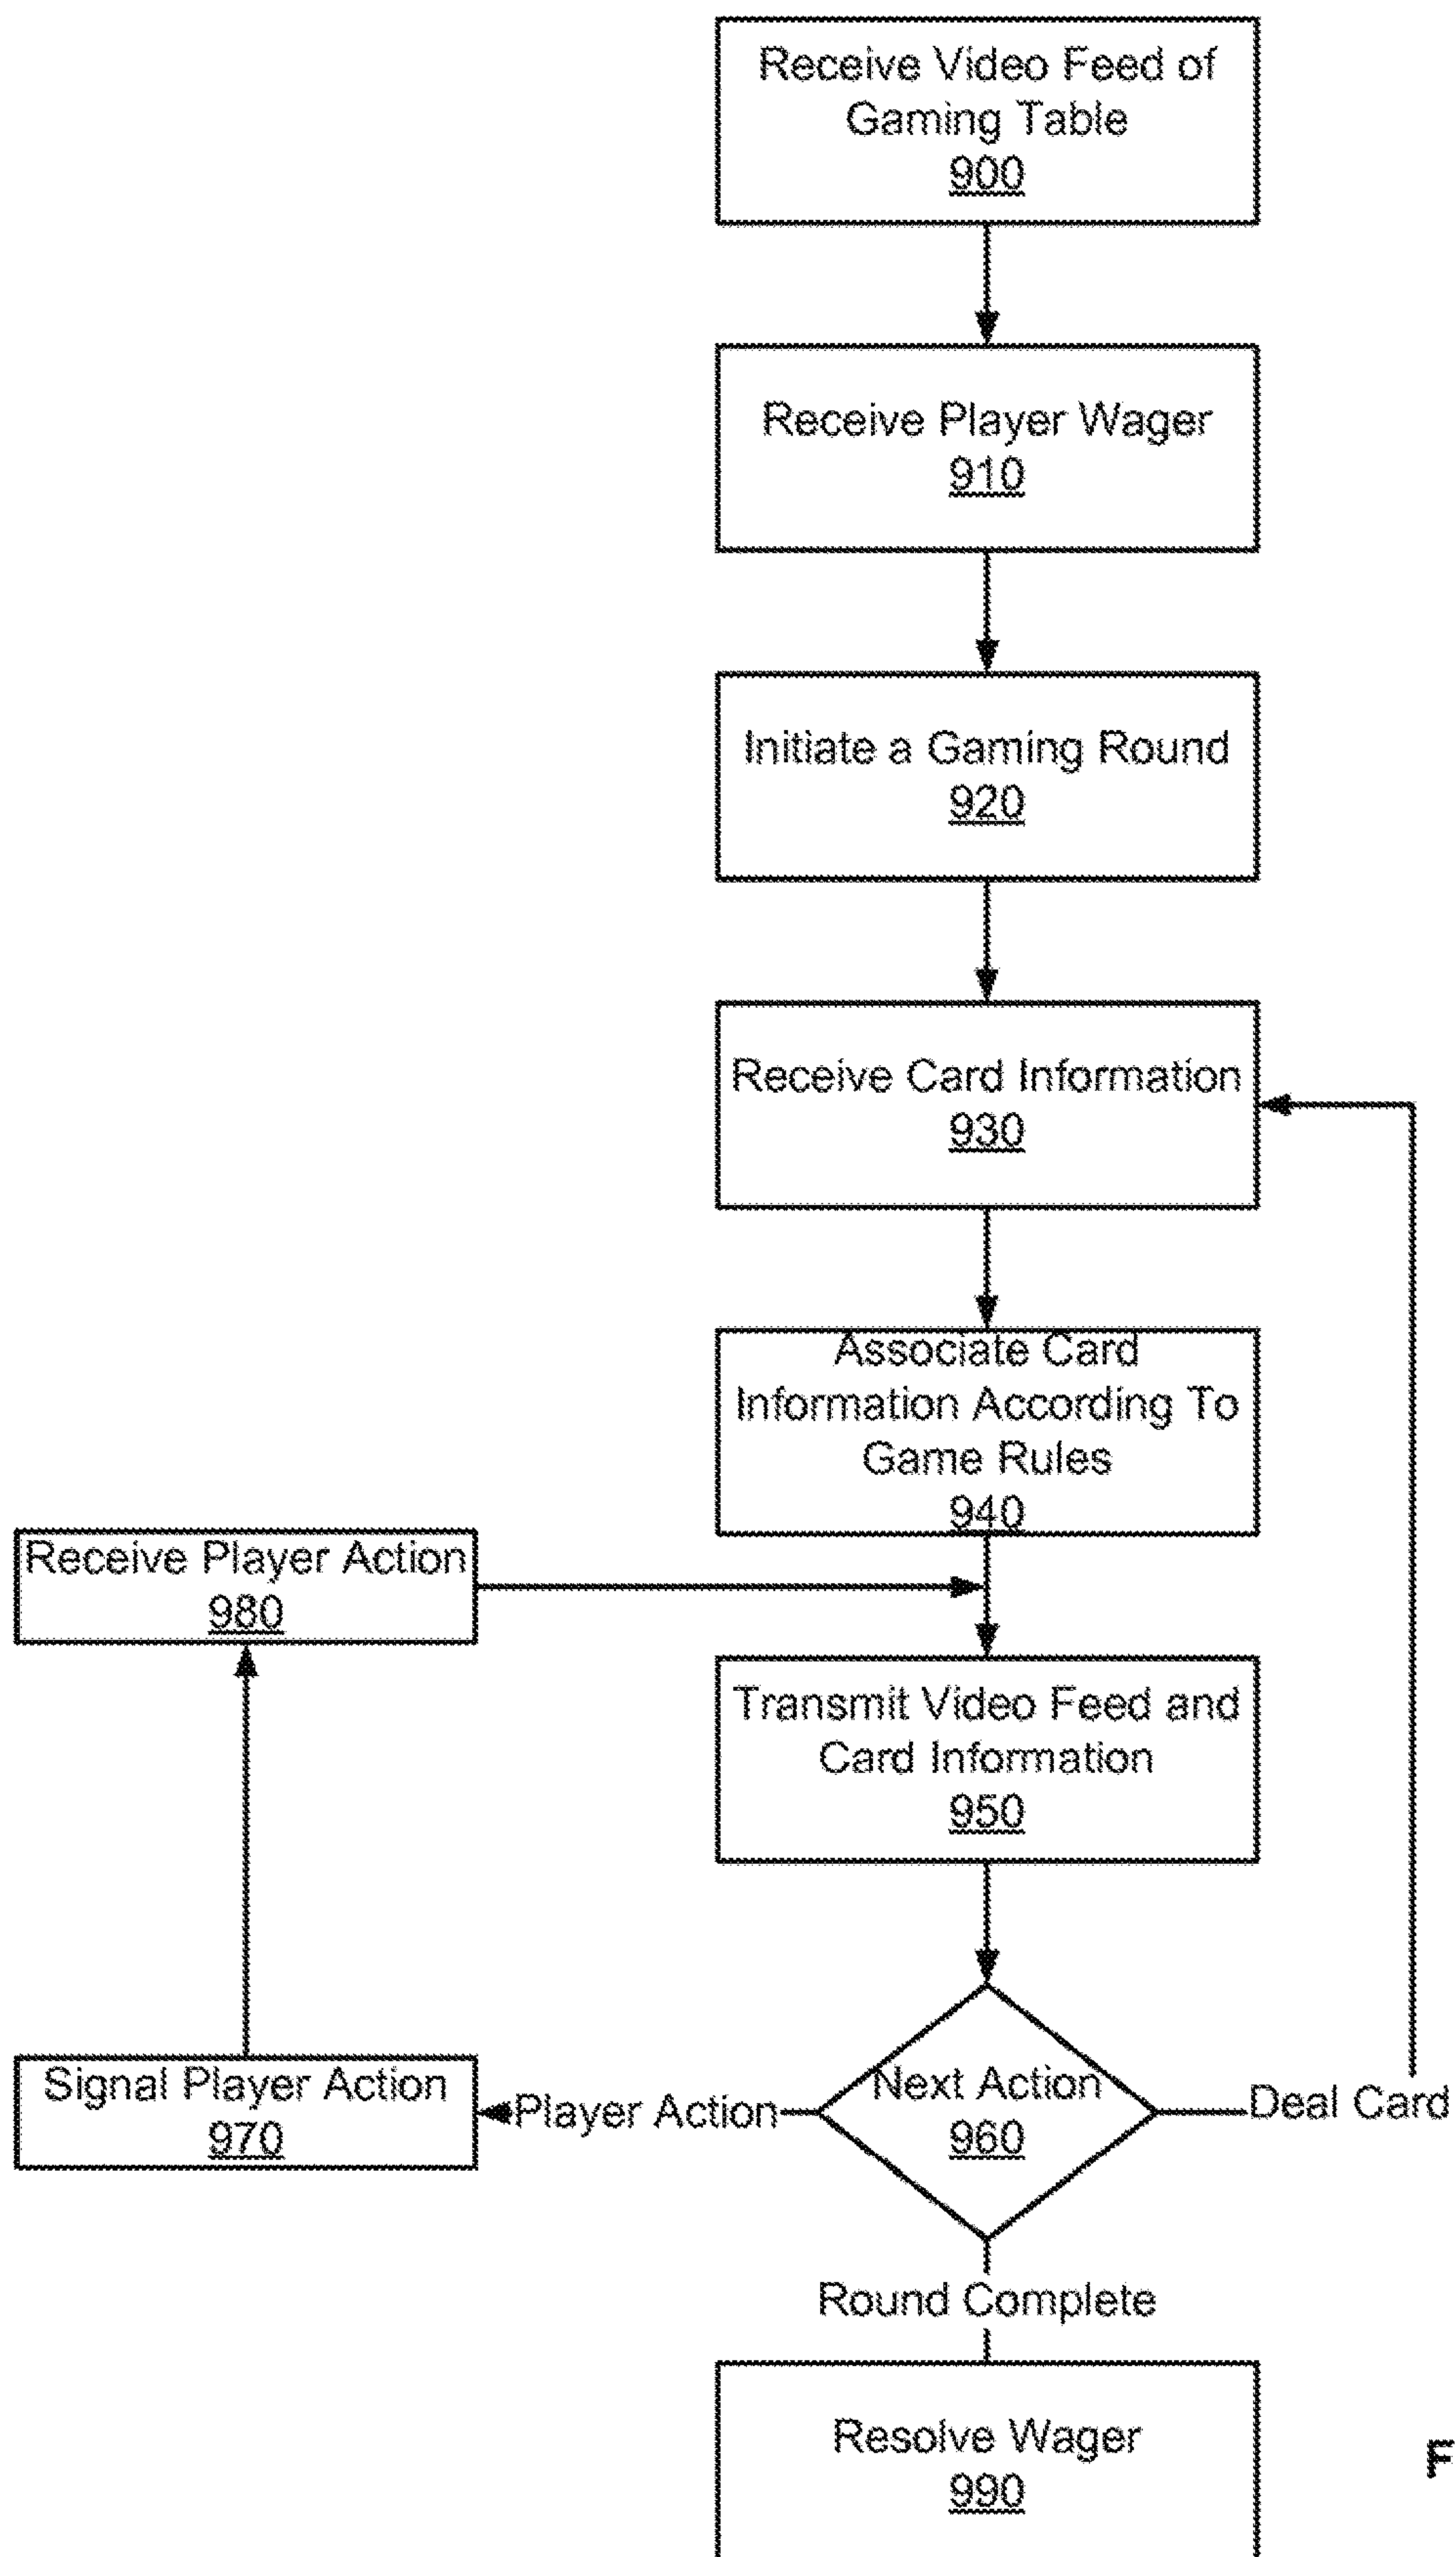 Receive Video Feed of
Gaming Table
900
Receive Player Wager
910
Initiate a Gaming Round
920
Receive Card Information
930
Associate Card
Information According To
Game Rules
940
Receive Player Action
980
Transmit Video Feed and
Card Information
950
Next Action
960
Player Action
Deal Card
Signal Player Action
970
Round Complete
Resolve Wager
990
F